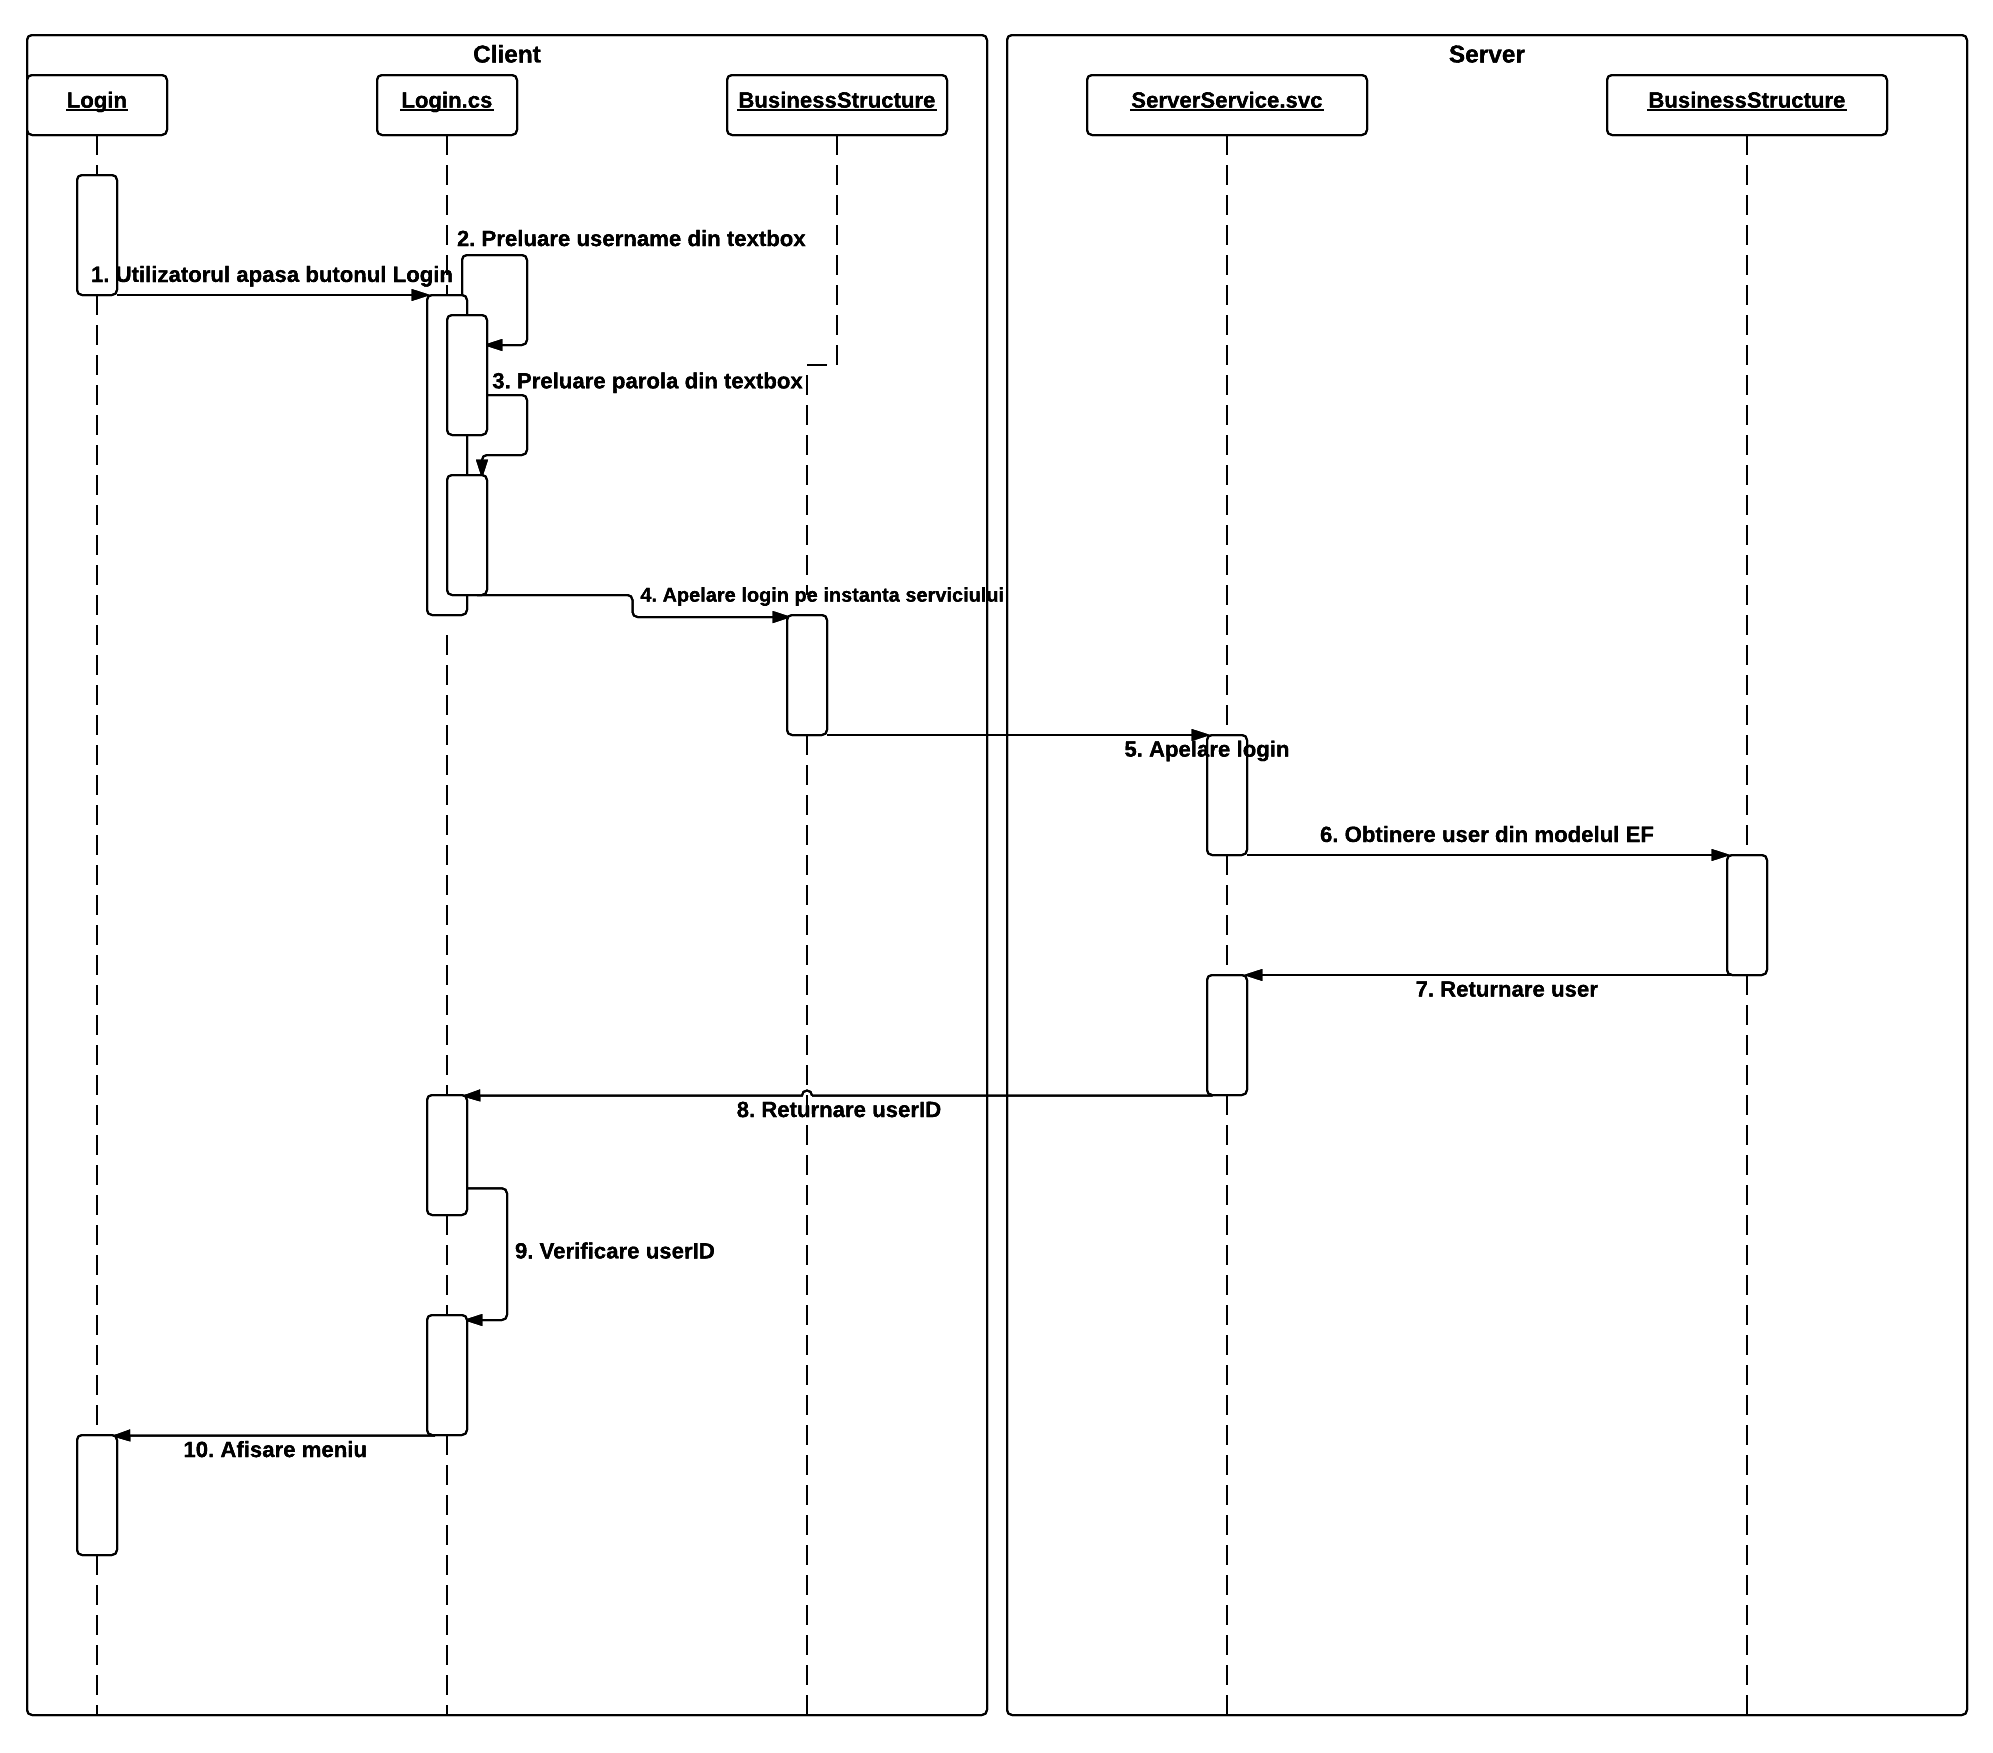 Client
Server
Login
Login.cs
BusinessStructure
ServerService.svc
BusinessStructure
2. Preluare username din textbox
1. Utilizatorul apasa butonul Login
3. Preluare parola din textbox
4. Apelare login pe instanta serviciului
5. Apelare login
6. Obtinere user din modelul EF
7. Returnare user
8. Returnare userID
9. Verificare userID
10. Afisare meniu